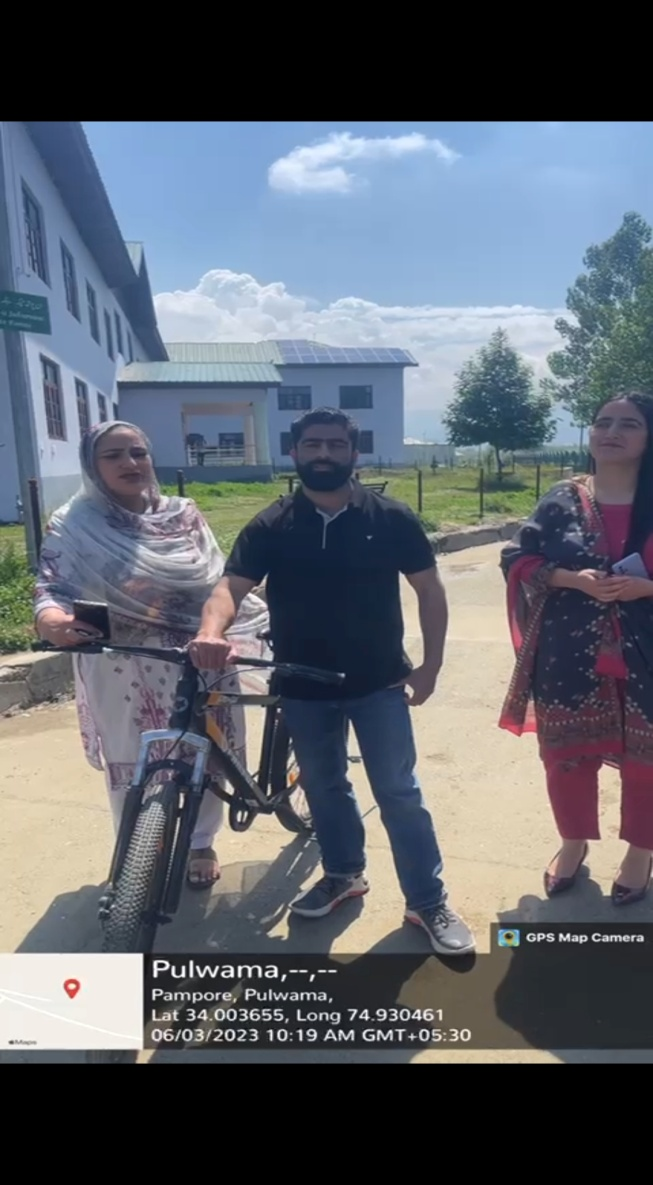 GPS Map Camera
Pulwama,--,--
Pampore, Pulwama,
Lat 34.003655, Long 74.930461
06/03/2023 10:19 AM GMT+05:30
Maps